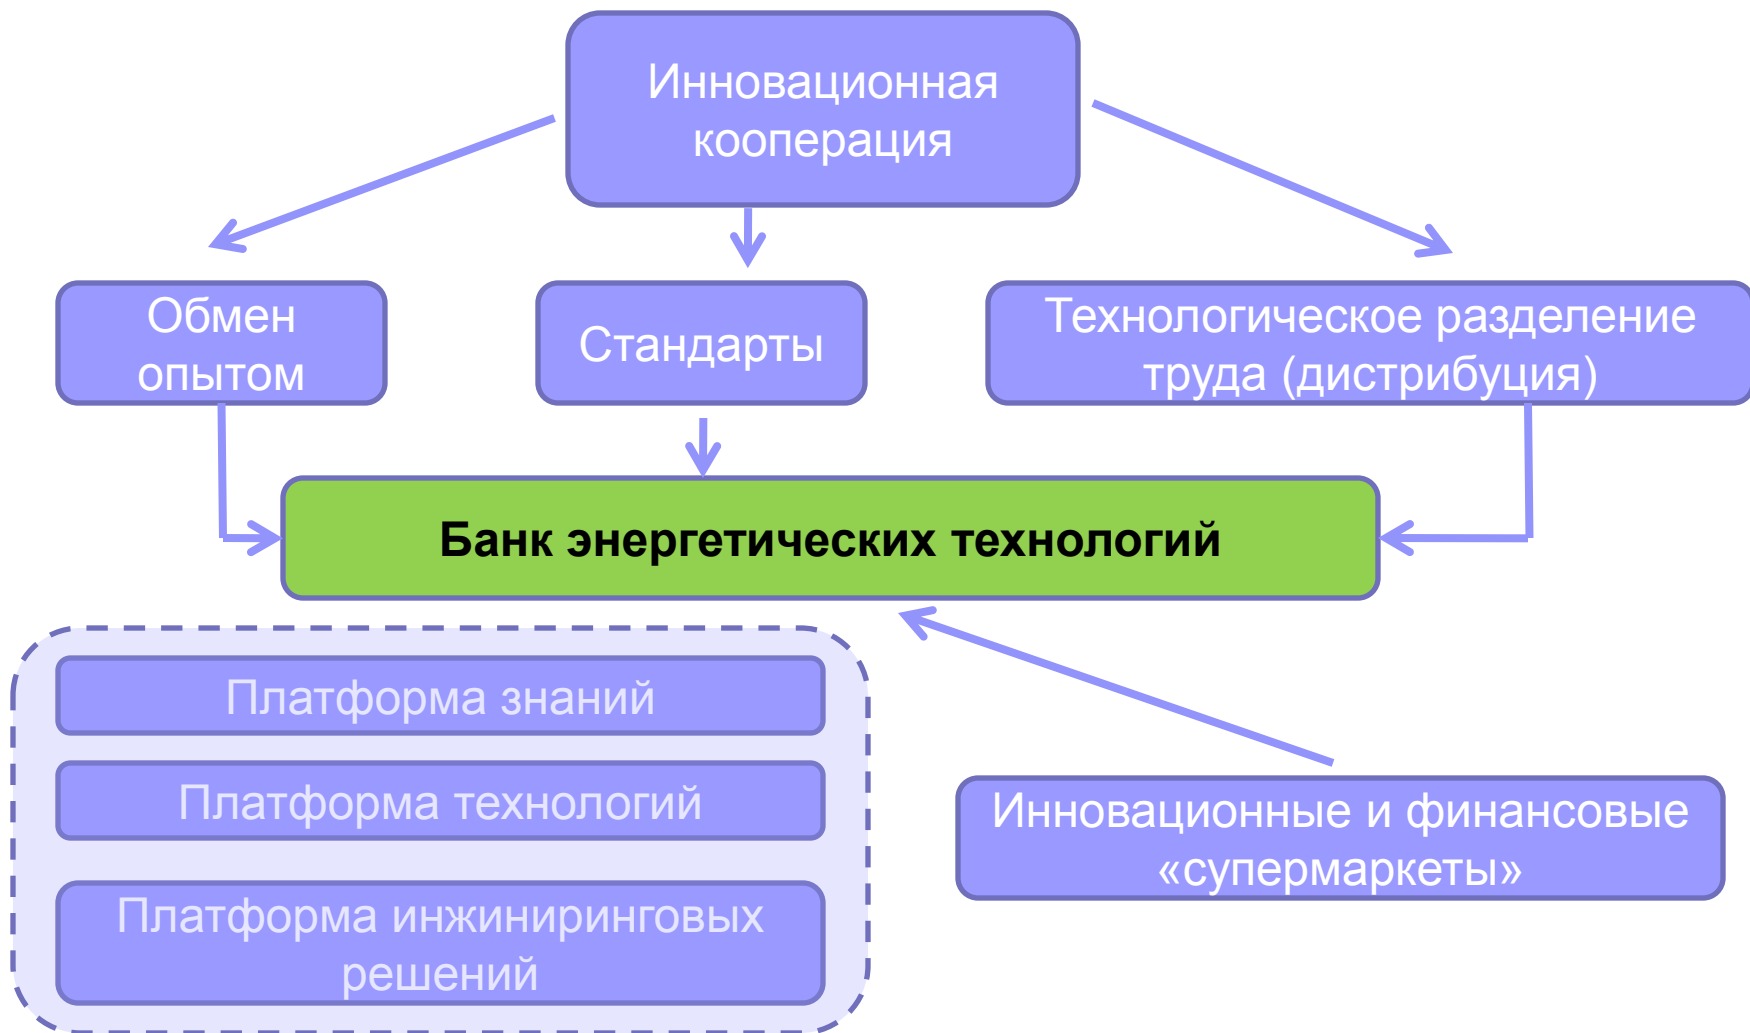 Инновационная
кооперация
Обмен
опытом
Стандарты
Технологическое разделение
труда (дистрибуция)
Банк энергетических технологий
Платформа знаний
Платформа технологий
Платформа инжиниринговых
решений
Инновационные и финансовые
«супермаркеты»